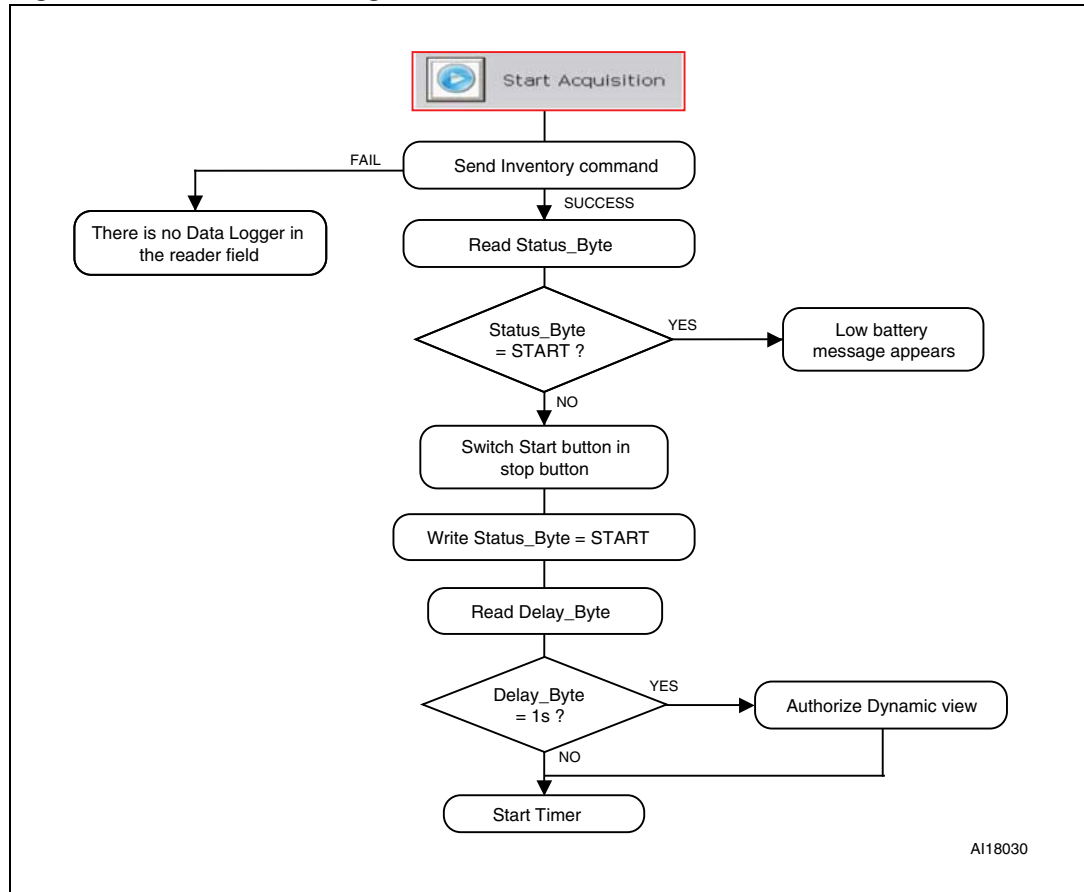 Start Acquisition
Send Inventory command
FAIL
SUCCESS
There is no Data Logger in
the reader field
Read Status_Byte
Status_Byte
= START ?
YES
Low battery
message appears
NO
Switch Start button in
stop button
Write Status_Byte = START
Read Delay_Byte
Delay_Byte
= 1s ?
YES
Authorize Dynamic view
NO
Start Timer
AI18030